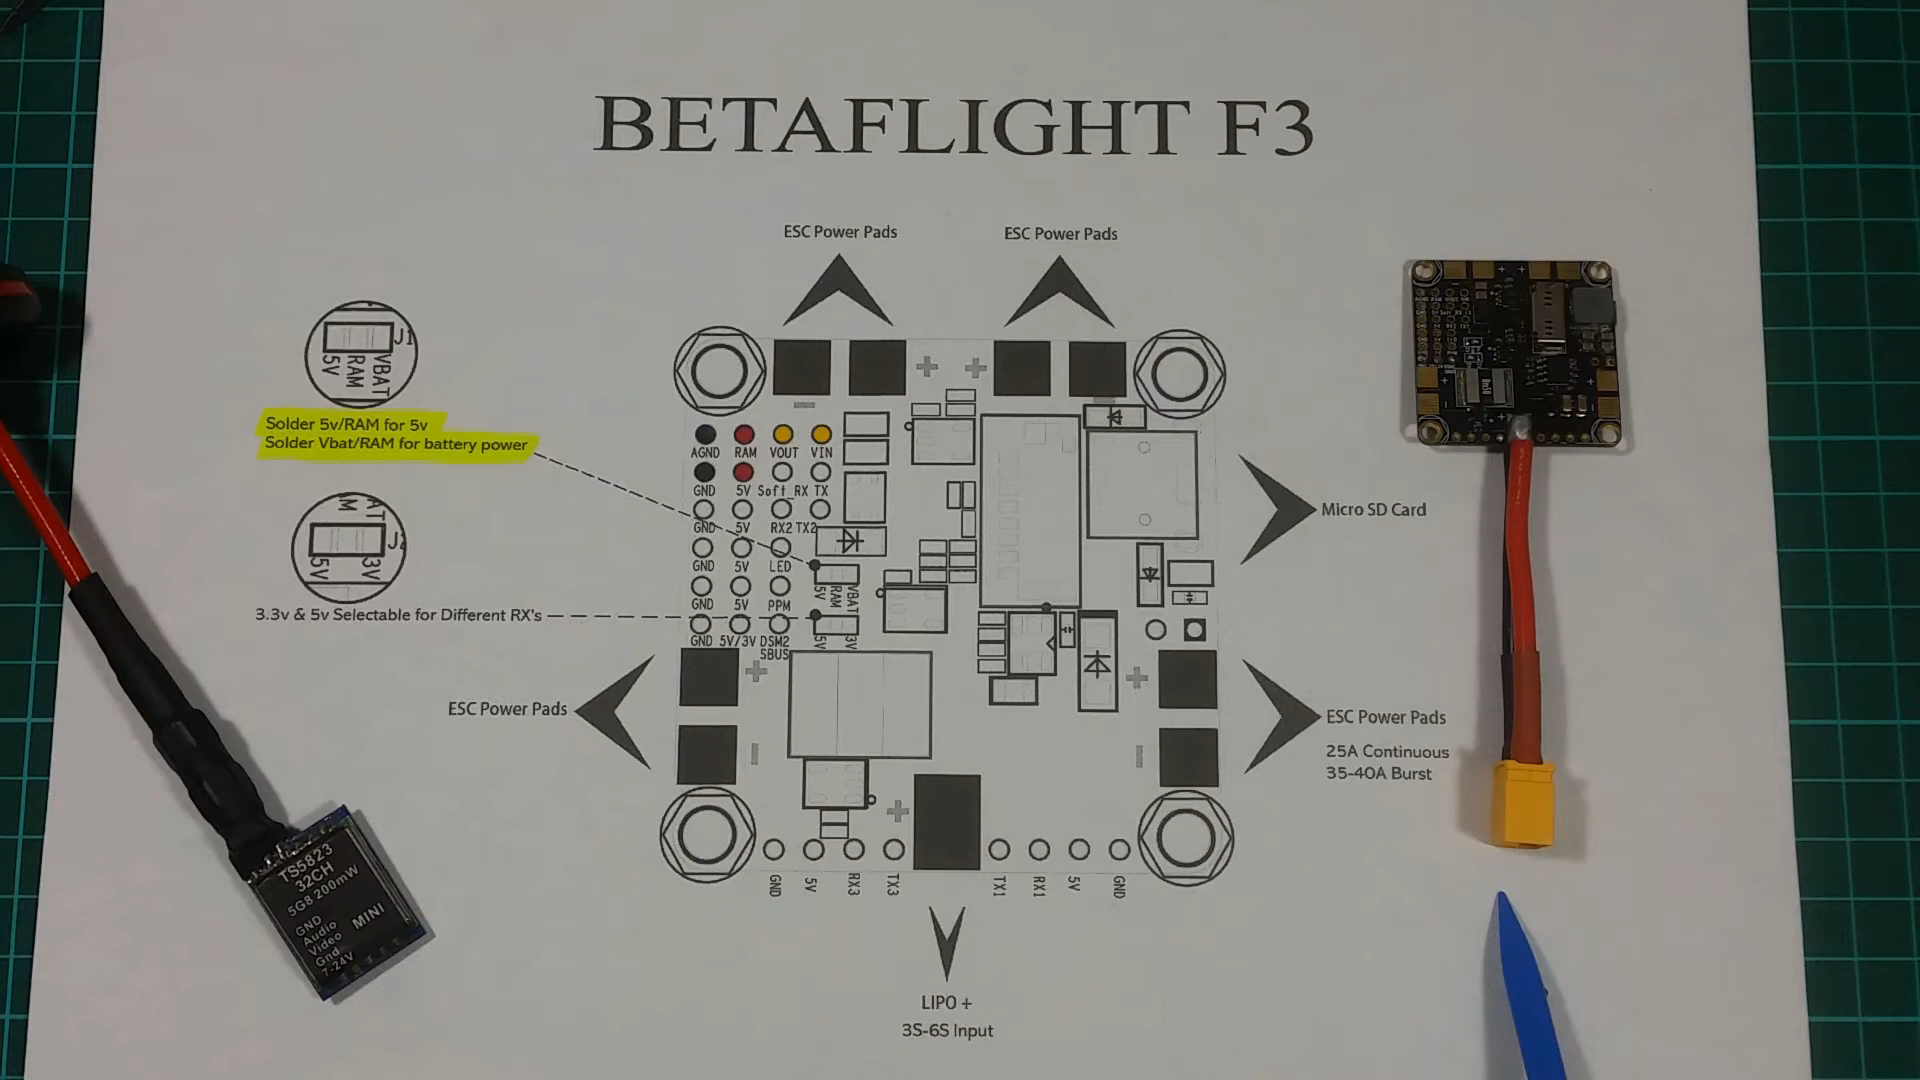 BETAFLIGHT F3
ESC Power Pads
ESC Power Pads
J1
5V RAM VBAT
Solder 5v/RAM for 5v
Solder Vbat/RAM for battery power
AGND RAM VOUT VIN
GND 5V Soft_RX TX
GND 5V RX2 TX2
GND 5V LED
5V RAM VBAT
GND 5V PPM
GND 5V/3V DSM2
SBUS
5V 3V
M AT
J2
5V 3V
3.3v & 5v Selectable for Different RX's
Micro SD Card
ESC Power Pads
ESC Power Pads
25A Continuous
35-40A Burst
GND 5V RX3 TX3 TX1 RX1 5V GND
LIPO +
3S-6S Input
TS5823
32CH
5G8 200mW
GND
Audio
Video
Gnd
7-24V
MINI